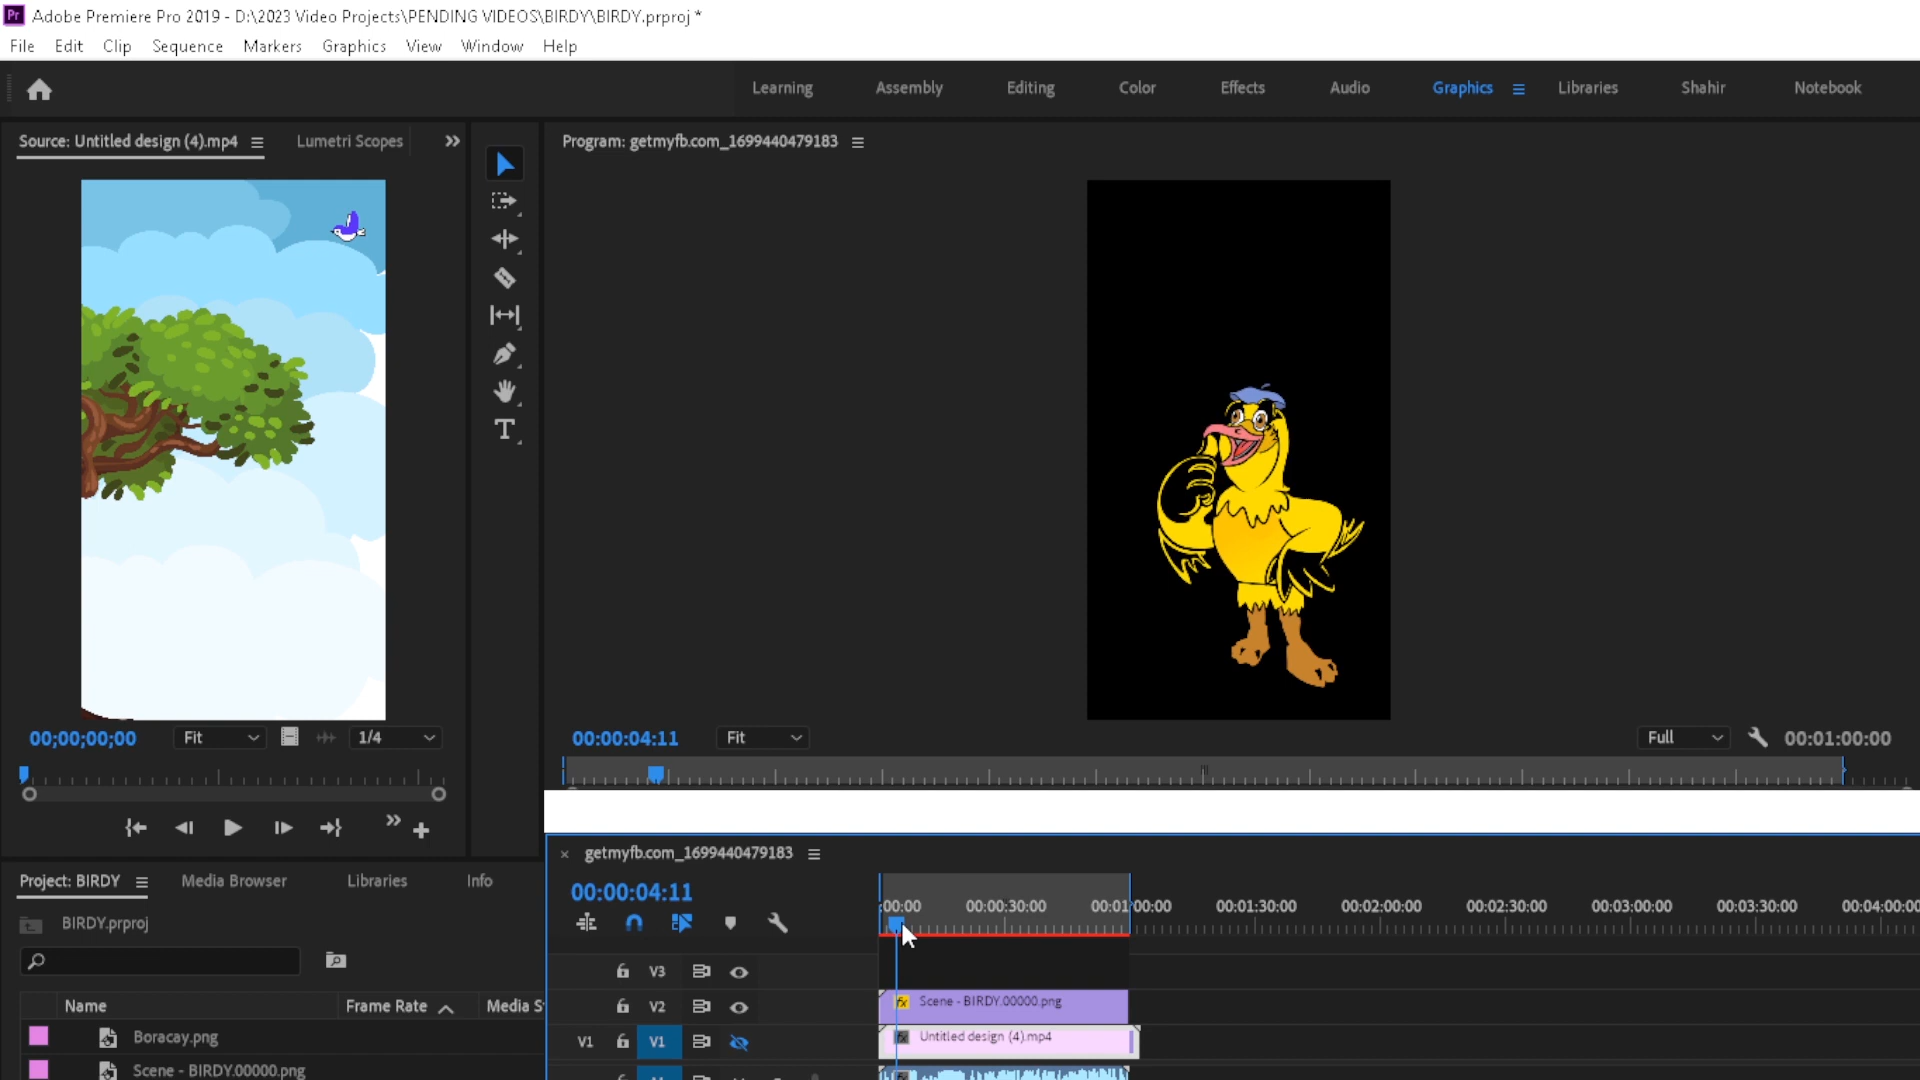 Pr Adobe Premiere Pro 2019 - D:\2023 Video Projects\PENDING VIDEOS\BIRDY\BIRDY.prproj *
File Edit Clip Sequence Markers Graphics View Window Help
Learning Assembly Editing Color Effects Audio Graphics Libraries Shahir Notebook
Source: Untitled design (4).mp4 Lumetri Scopes
Program: getmyfb.com_1699440479183
00;00;00;00 Fit 1/4
00:00:04:11 Fit Full 00:01:00:00
getmyfb.com_1699440479183
Project: BIRDY Media Browser Libraries Info
00:00:04:11
:00:00 00:00:30:00 00:01:00:00 00:01:30:00 00:02:00:00 00:02:30:00 00:03:00:00 00:03:30:00 00:04:00:00
BIRDY.prproj
V3
V2 fx Scene - BIRDY.00000.png
V1 V1 fx Untitled design (4).mp4
Name Frame Rate Media S
Boracay.png
Scene - BIRDY.00000.png